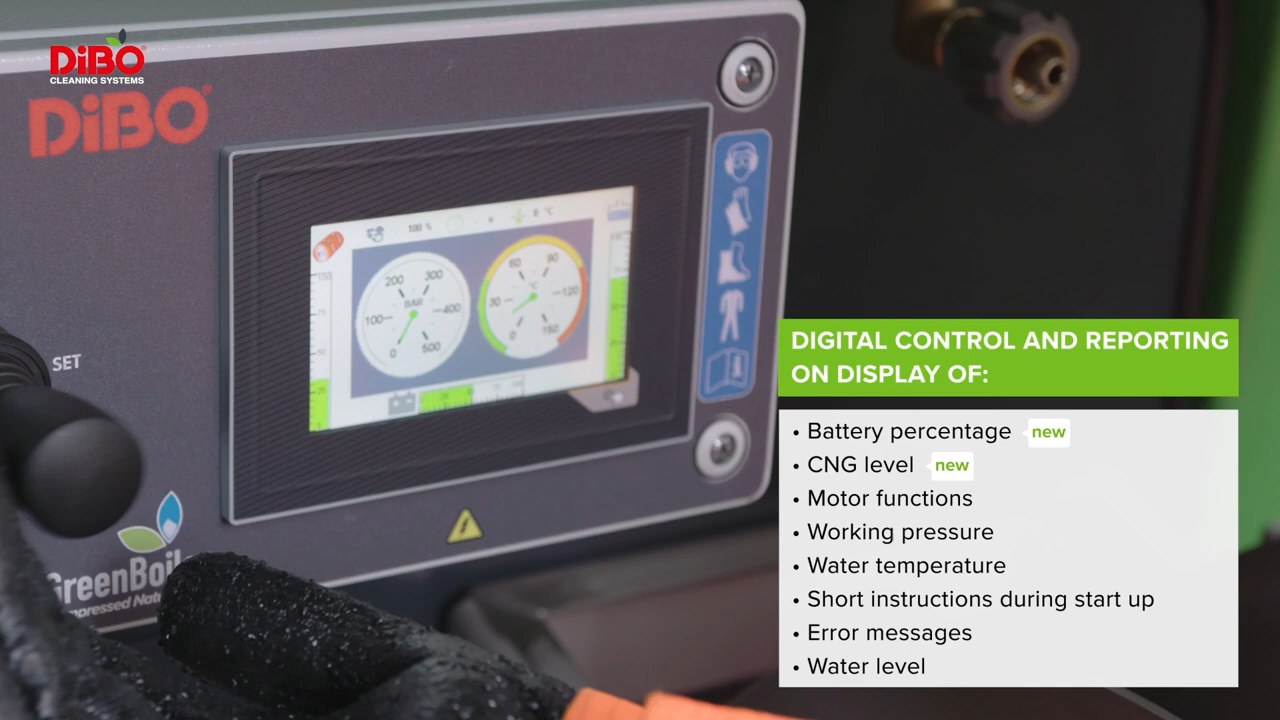 DiBO®
CLEANING SYSTEMS
DiBO®
100 %
°C
200
300
100
400
BAR
0
500
60
90
°C
30
120
0
150
100
SET
DIGITAL CONTROL AND REPORTING
ON DISPLAY OF:
• Battery percentage new
• CNG level new
• Motor functions
• Working pressure
• Water temperature
• Short instructions during start up
• Error messages
• Water level